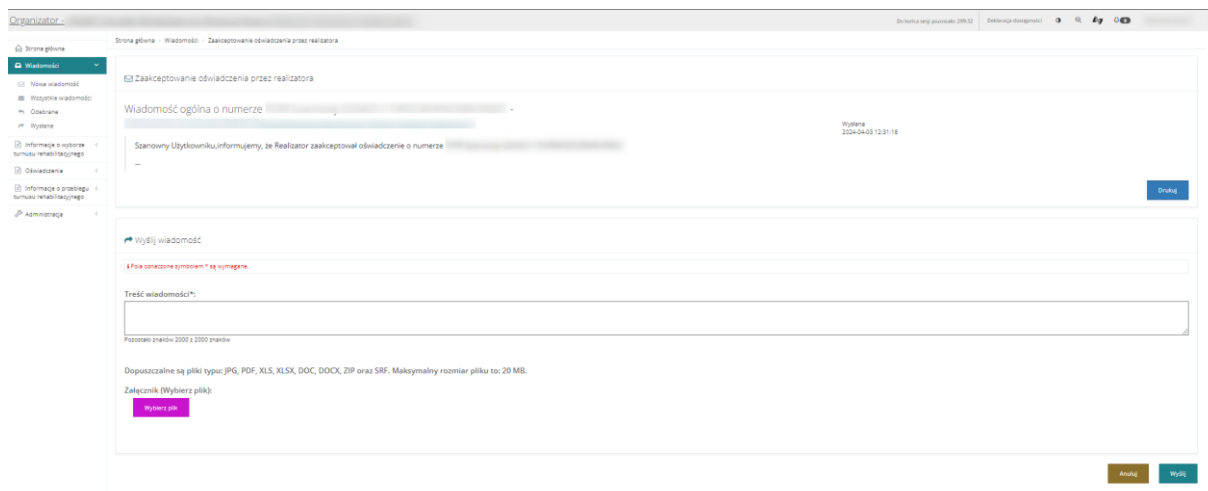 Organizator -
Do końca sesji pozostało: 299:32
Deklaracja dostępności
Strona główna
Wiadomości
Nowa wiadomość
Wszystkie wiadomości
Odebrane
Wysłane
Informacje o wyborze
turnusu rehabilitacyjnego
Oświadczenia
Informacje o przebiegu
turnusu rehabilitacyjnego
Administracja
Strona główna - Wiadomości - Zaakceptowanie oświadczenia przez realizatora
Zaakceptowanie oświadczenia przez realizatora
Wiadomość ogólna o numerze -
Wysłana
2024-04-03 12:31:18
Szanowny Użytkowniku,informujemy, że Realizator zaakceptował oświadczenie o numerze
...
Drukuj
Wyślij wiadomość
Pola oznaczone symbolem * są wymagane.
Treść wiadomości*:
Pozostało znaków 2000 z 2000 znaków
Dopuszczalne są pliki typu: JPG, PDF, XLS, XLSX, DOC, DOCX, ZIP oraz SRF. Maksymalny rozmiar pliku to: 20 MB.
Załącznik (Wybierz plik):
Wybierz plik
Anuluj
Wyślij